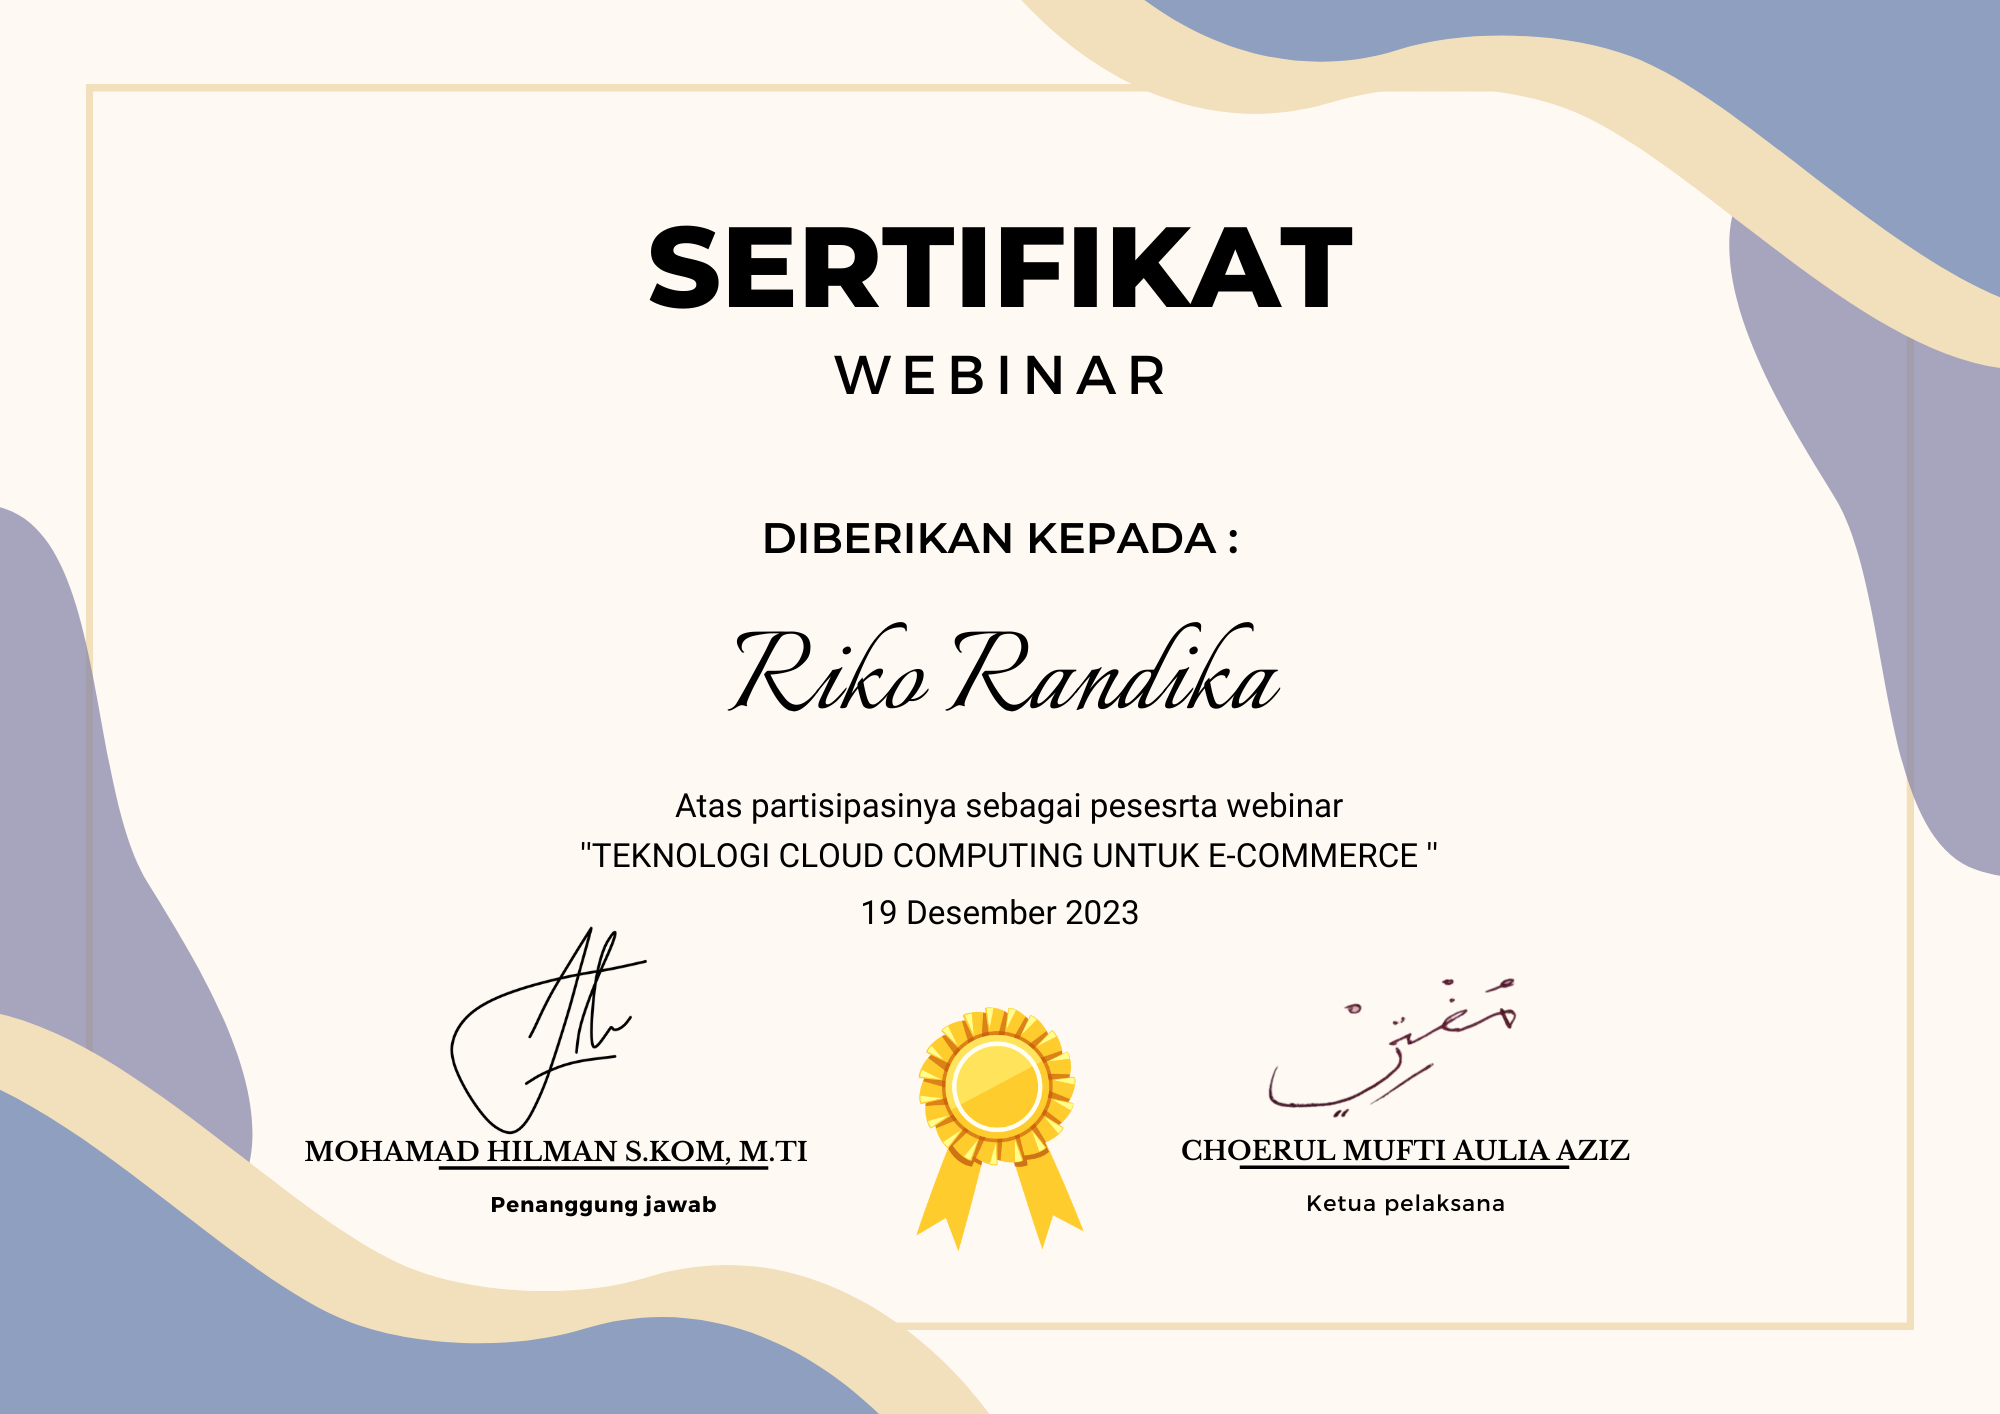 SERTIFIKAT
WEBINAR
DIBERIKAN KEPADA :
Riko Randika
Atas partisipasinya sebagai pesesrta webinar
"TEKNOLOGI CLOUD COMPUTING UNTUK E-COMMERCE "
19 Desember 2023
MOHAMAD HILMAN S.KOM, M.TI
Penanggung jawab
CHOERUL MUFTI AULIA AZIZ
Ketua pelaksana